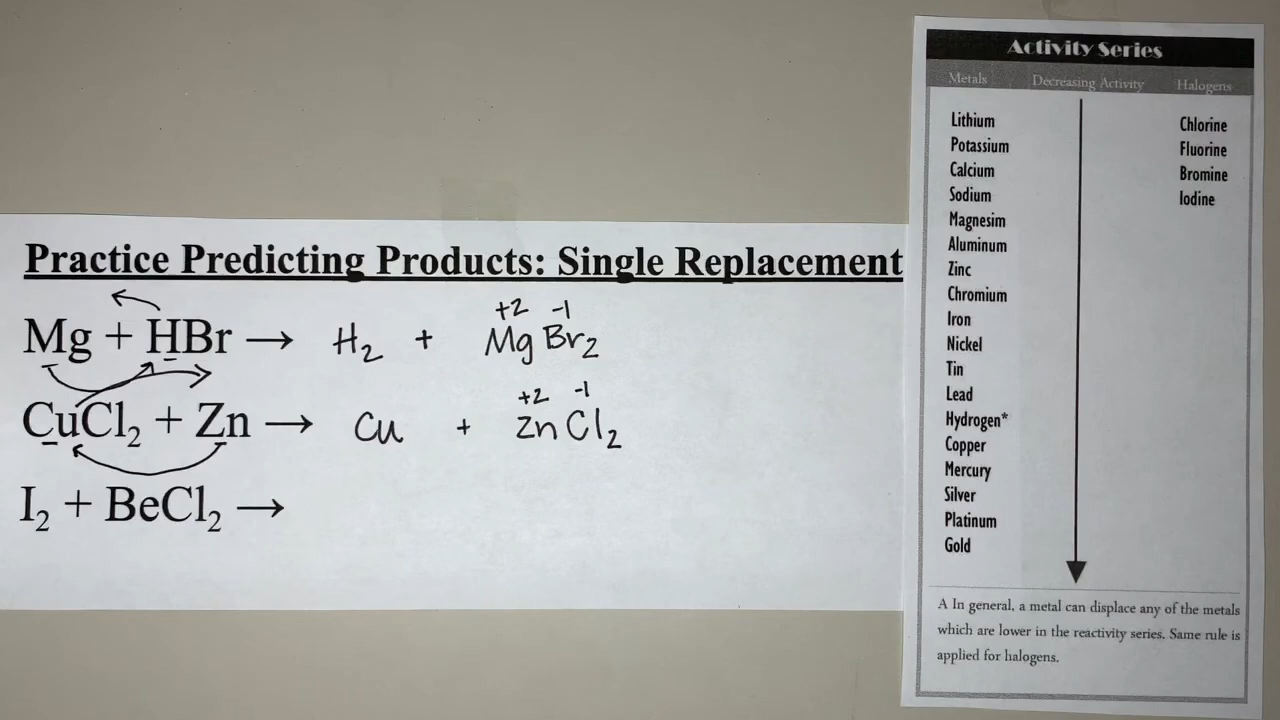 Practice Predicting Products: Single Replacement
Mg + HBr → H₂ + MgBr₂
+2 -1
CuCl₂ + Zn → Cu + ZnCl₂
+2 -1
I₂ + BeCl₂ →
Activity Series
Metals Decreasing Activity Halogens
Lithium Chlorine
Potassium Fluorine
Calcium Bromine
Sodium Iodine
Magnesim
Aluminum
Zinc
Chromium
Iron
Nickel
Tin
Lead
Hydrogen*
Copper
Mercury
Silver
Platinum
Gold
A In general, a metal can displace any of the metals
which are lower in the reactivity series. Same rule is
applied for halogens.